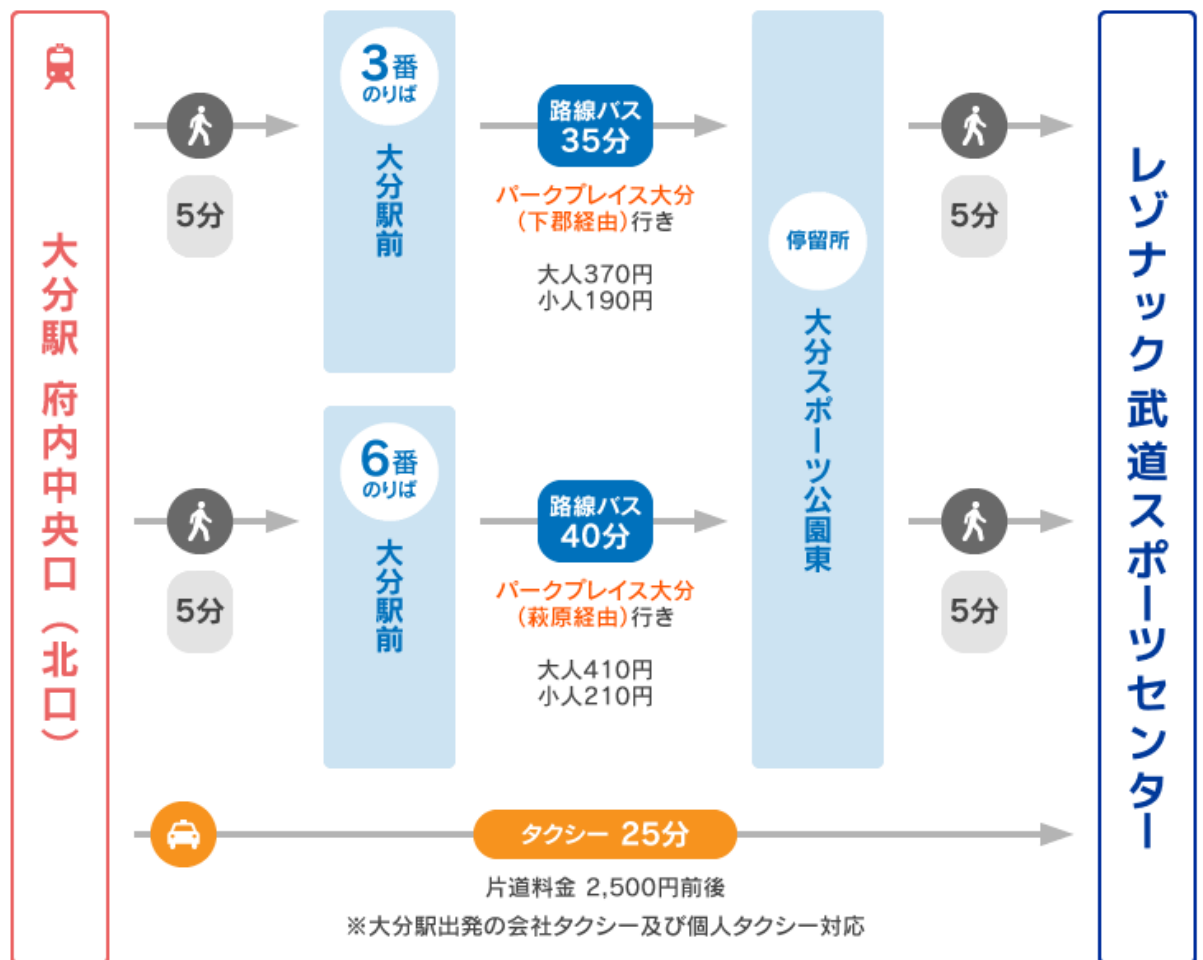 大分駅 府内中央口（北口）
5分
3番
のりば
大分駅前
路線バス
35分
パークプレイス大分
（下郡経由）行き
大人370円
小人190円
5分
6番
のりば
大分駅前
路線バス
40分
パークプレイス大分
（萩原経由）行き
大人410円
小人210円
停留所
大分スポーツ公園東
5分
5分
タクシー 25分
片道料金 2,500円前後
※大分駅出発の会社タクシー及び個人タクシー対応
レゾナック武道スポーツセンター